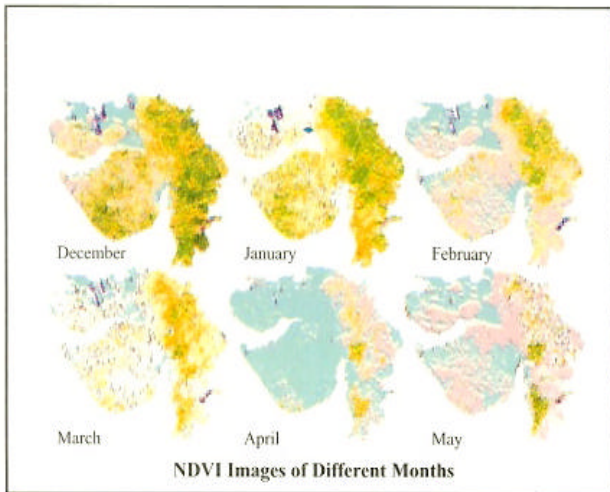 December
January
February
March
April
May
NDVI Images of Different Months